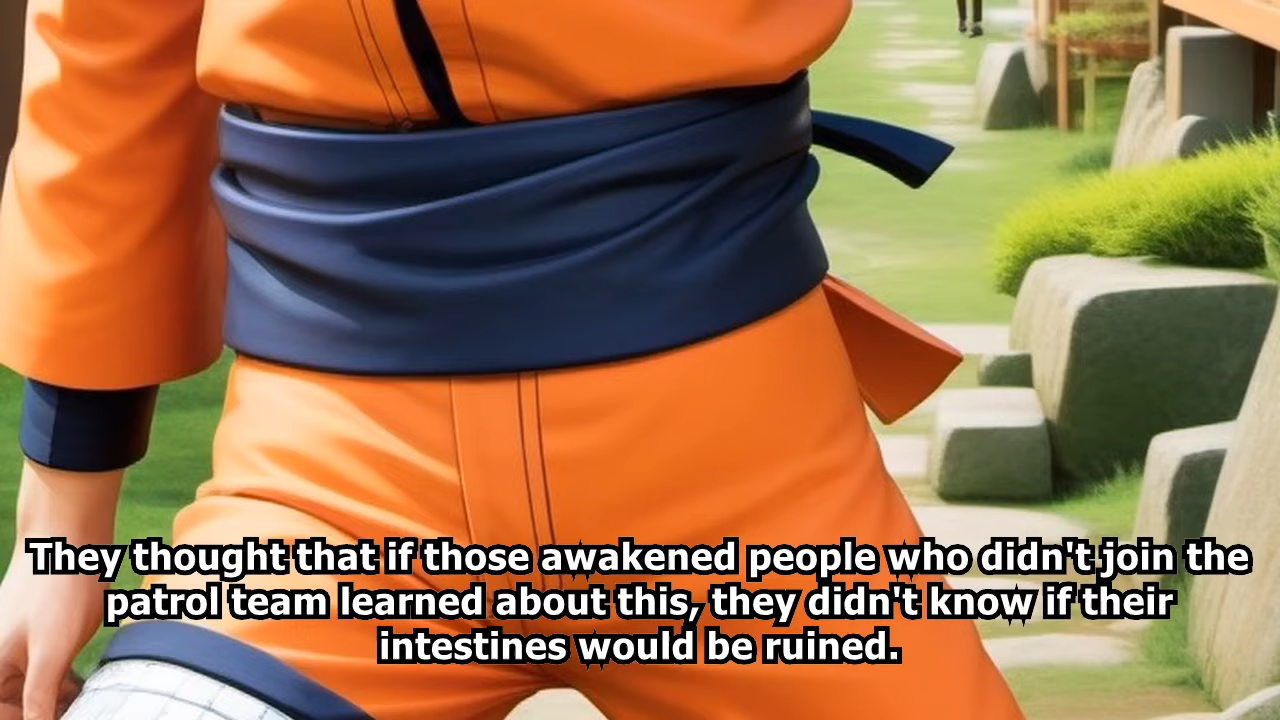 They thought that if those awakened people who didn't join the
patrol team learned about this, they didn't know if their
intestines would be ruined.